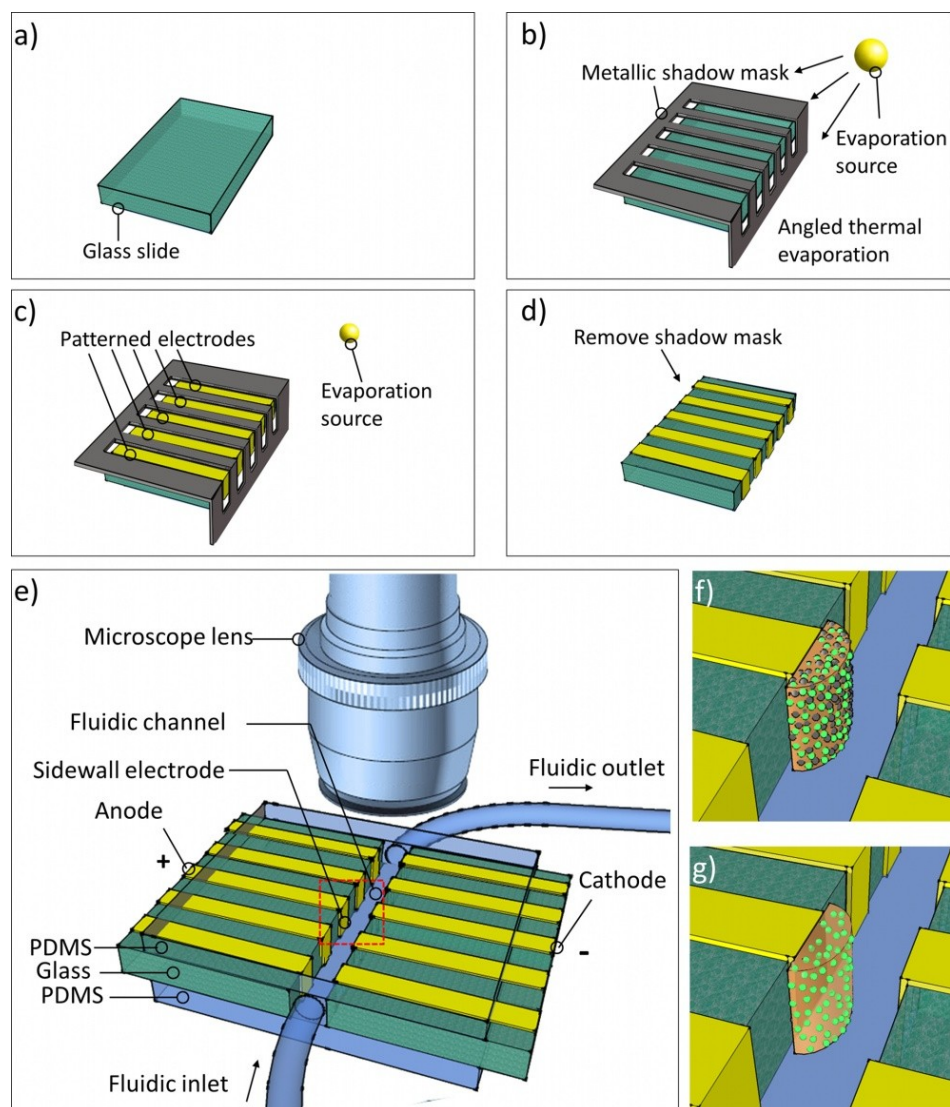 a)
Glass slide
b)
Metallic shadow mask
Evaporation
source
Angled thermal
evaporation
c)
Patterned electrodes
Evaporation
source
d)
Remove shadow mask
e)
Microscope lens
Fluidic channel
Sidewall electrode
Fluidic outlet
Anode
+
Cathode
-
PDMS
Glass
PDMS
Fluidic inlet
f)
g)